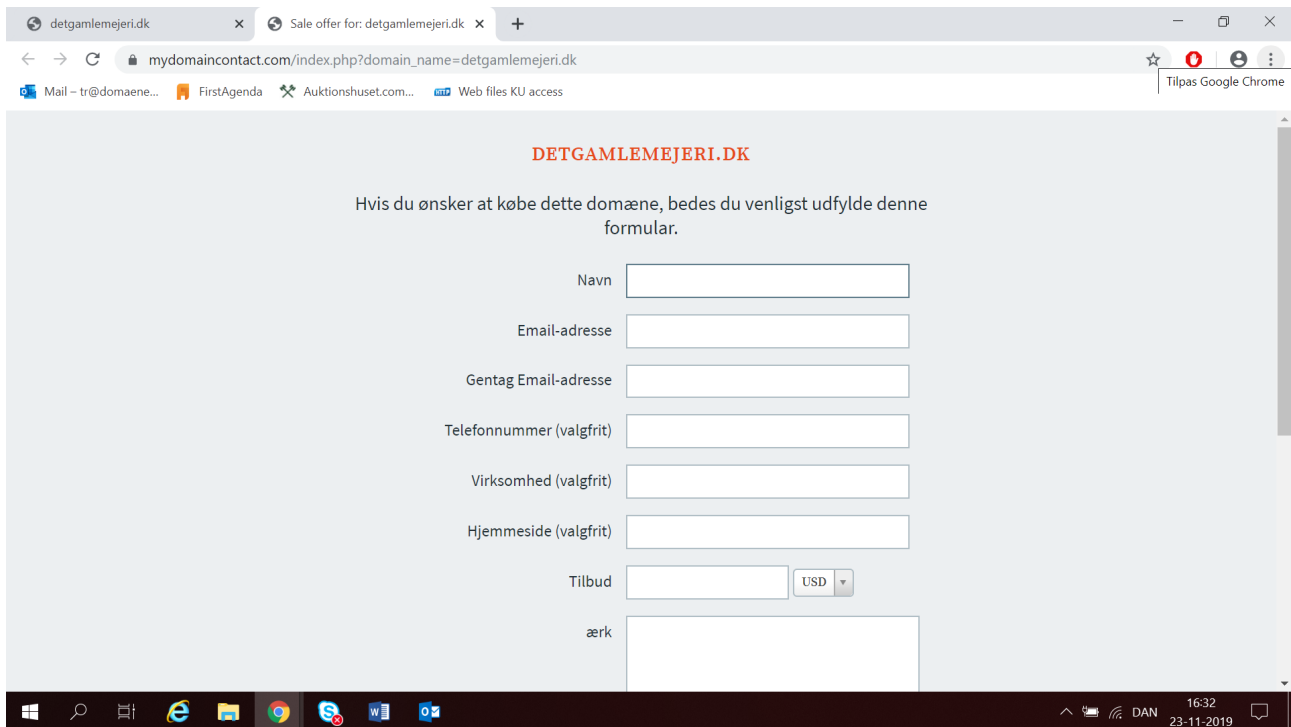 detgamlemejeri.dk
Sale offer for: detgamlemejeri.dk
mydomaincontact.com/index.php?domain_name=detgamlemejeri.dk
Tilpas Google Chrome
Mail – tr@domaene...
FirstAgenda
Auktionshuset.com...
Web files KU access
DETGAMLEMEJERI.DK
Hvis du ønsker at købe dette domæne, bedes du venligst udfylde denne
formular.
Navn
Email-adresse
Gentag Email-adresse
Telefonnummer (valgfrit)
Virksomhed (valgfrit)
Hjemmeside (valgfrit)
Tilbud
USD
ærk
DAN
16:32
23-11-2019